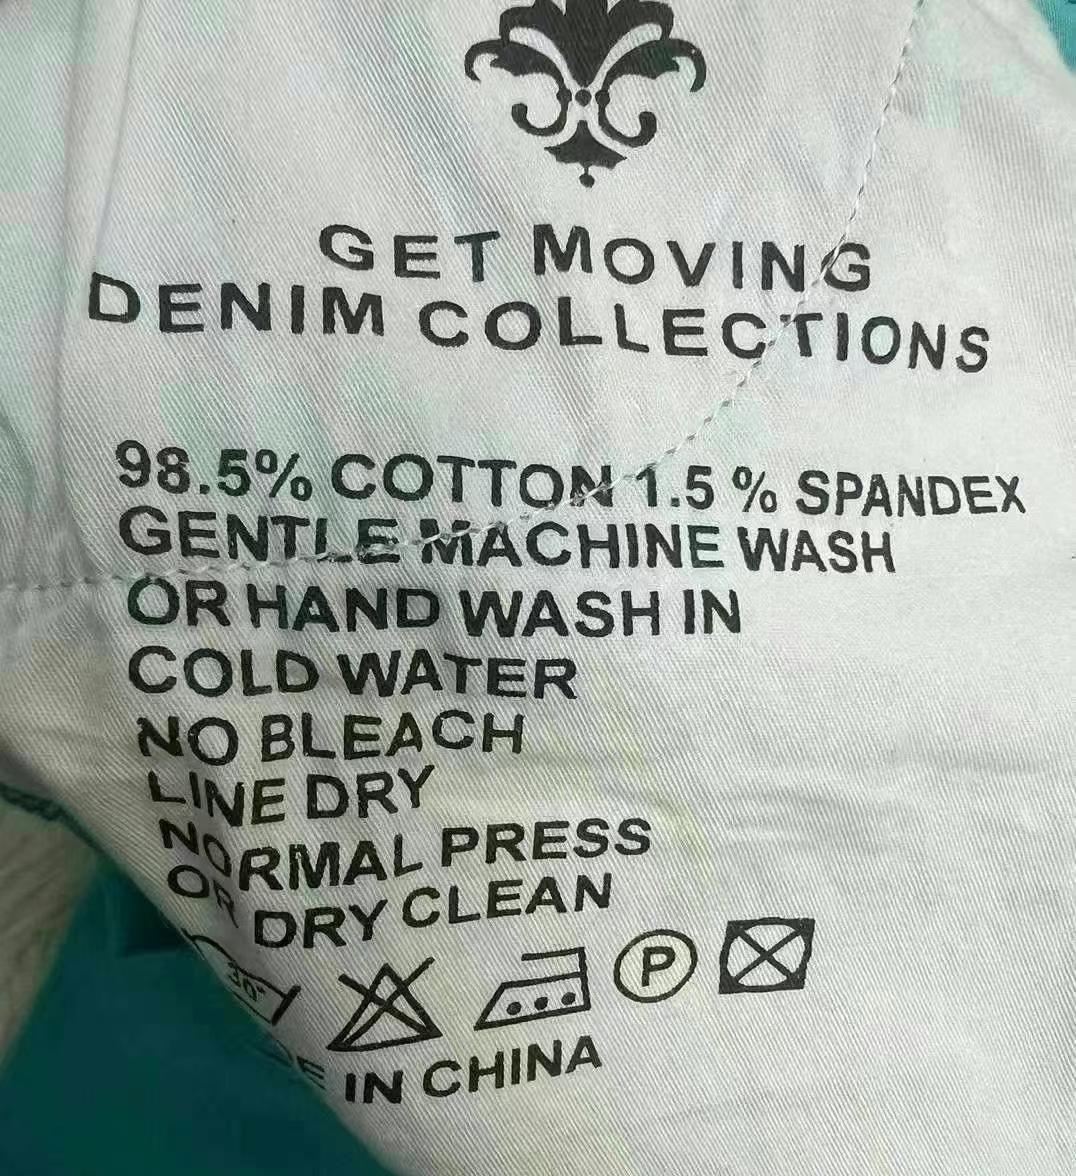 GET MOVING
DENIM COLLECTIONS
98.5% COTTON 1.5 % SPANDEX
GENTLE MACHINE WASH
OR HAND WASH IN
COLD WATER
NO BLEACH
LINE DRY
NORMAL PRESS
OR DRY CLEAN
30° P
IN CHINA